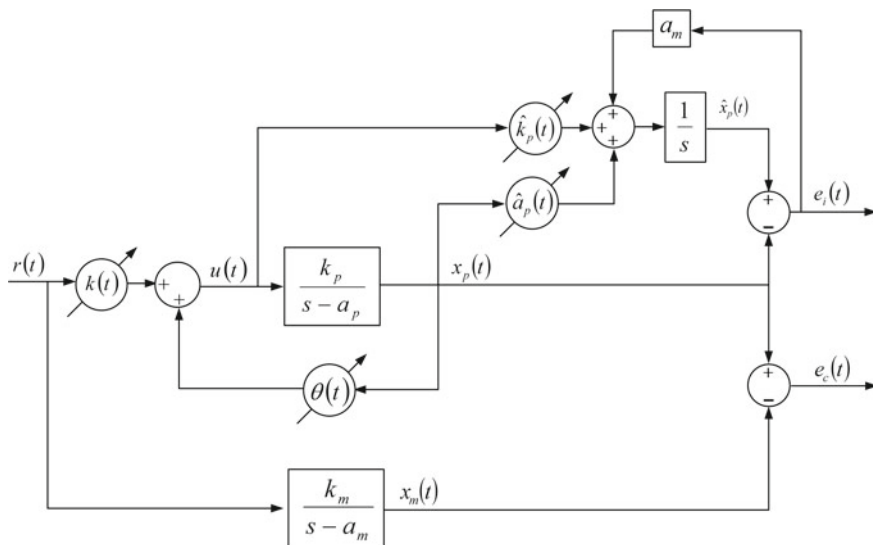 a_m
k̂_p(t)
+
+
+
1
s
x̂_p(t)
â_p(t)
+
−
e_i(t)
r(t)
k(t)
+
+
u(t)
k_p
s − a_p
x_p(t)
θ(t)
+
−
e_c(t)
k_m
s − a_m
x_m(t)